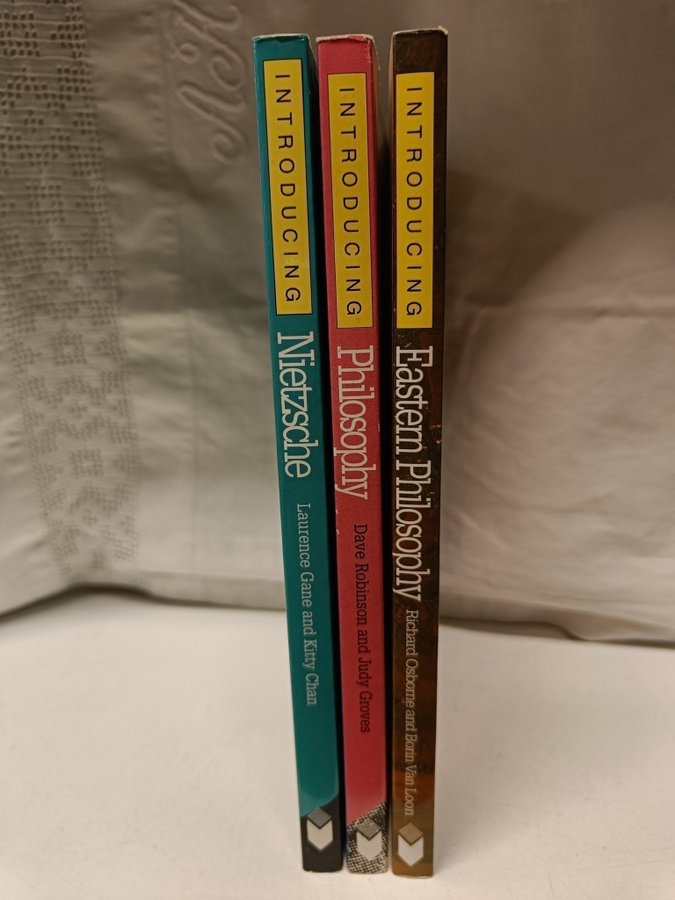 INTRODUCING
Nietzsche
Laurence Gane and Kitty Chan
INTRODUCING
Philosophy
Dave Robinson and Judy Groves
INTRODUCING
Eastern Philosophy
Richard Osborne and Borin Van Loon